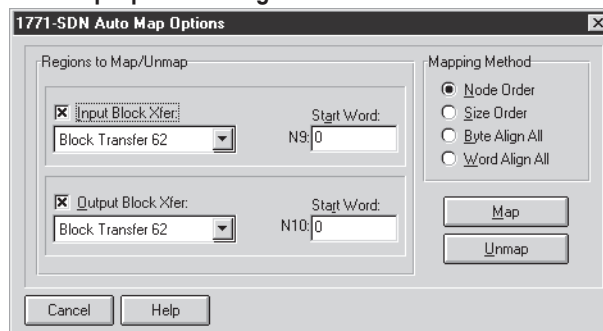 1771-SDN Auto Map Options
Regions to Map/Unmap
Input Block Xfer:
Start Word:
Block Transfer 62
N9: 0
Output Block Xfer:
Start Word:
Block Transfer 62
N10: 0
Mapping Method
Node Order
Size Order
Byte Align All
Word Align All
Map
Unmap
Cancel
Help